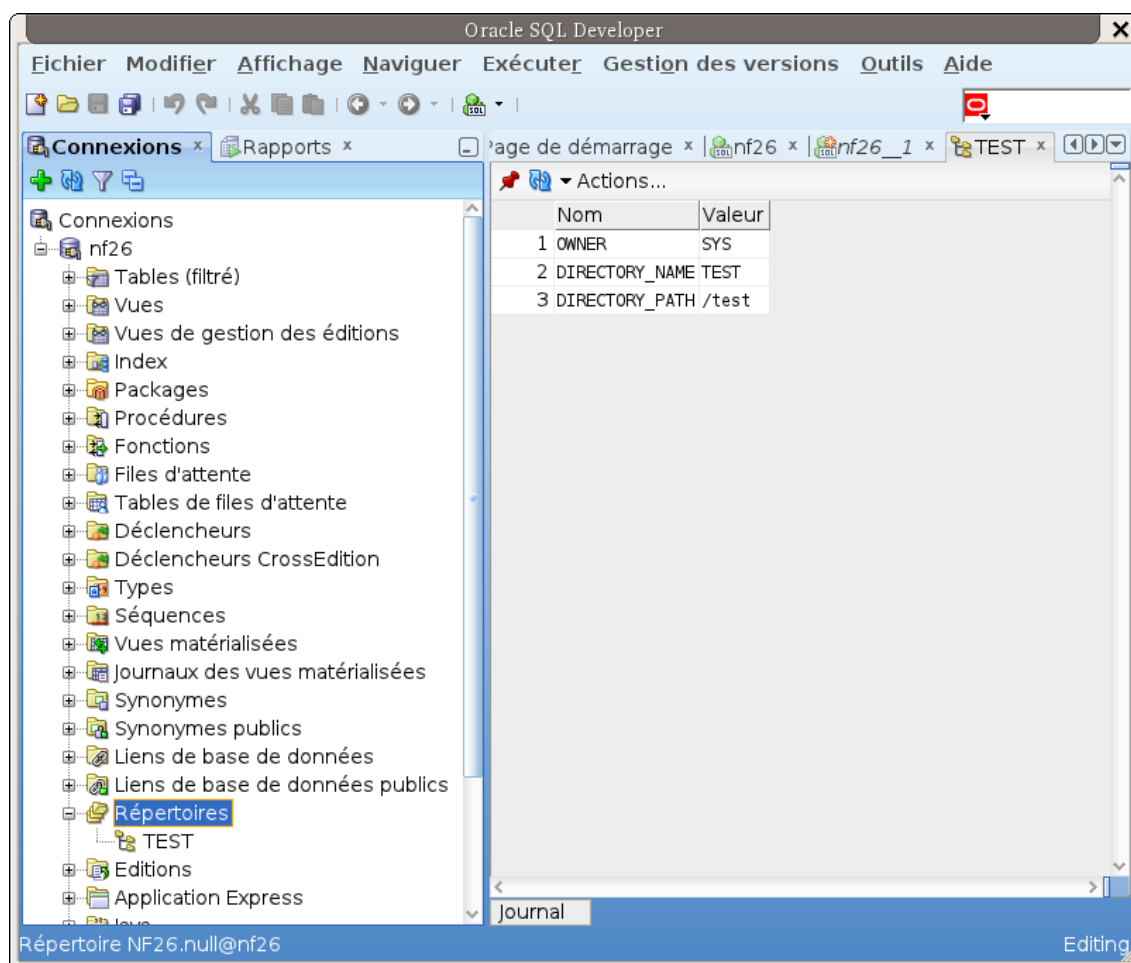 Oracle SQL Developer
Fichier Modifier Affichage Naviguer Exécuter Gestion des versions Outils Aide
Connexions x Rapports x
age de démarrage x nf26 x nf26__1 x TEST x
Actions...
Connexions
nf26
Tables (filtré)
Vues
Vues de gestion des éditions
Index
Packages
Procédures
Fonctions
Files d'attente
Tables de files d'attente
Déclencheurs
Déclencheurs CrossEdition
Types
Séquences
Vues matérialisées
Journaux des vues matérialisées
Synonymes
Synonymes publics
Liens de base de données
Liens de base de données publics
Répertoires
TEST
Editions
Application Express
Java
Nom Valeur
1 OWNER SYS
2 DIRECTORY_NAME TEST
3 DIRECTORY_PATH /test
Journal
Répertoire NF26.null@nf26 Editing